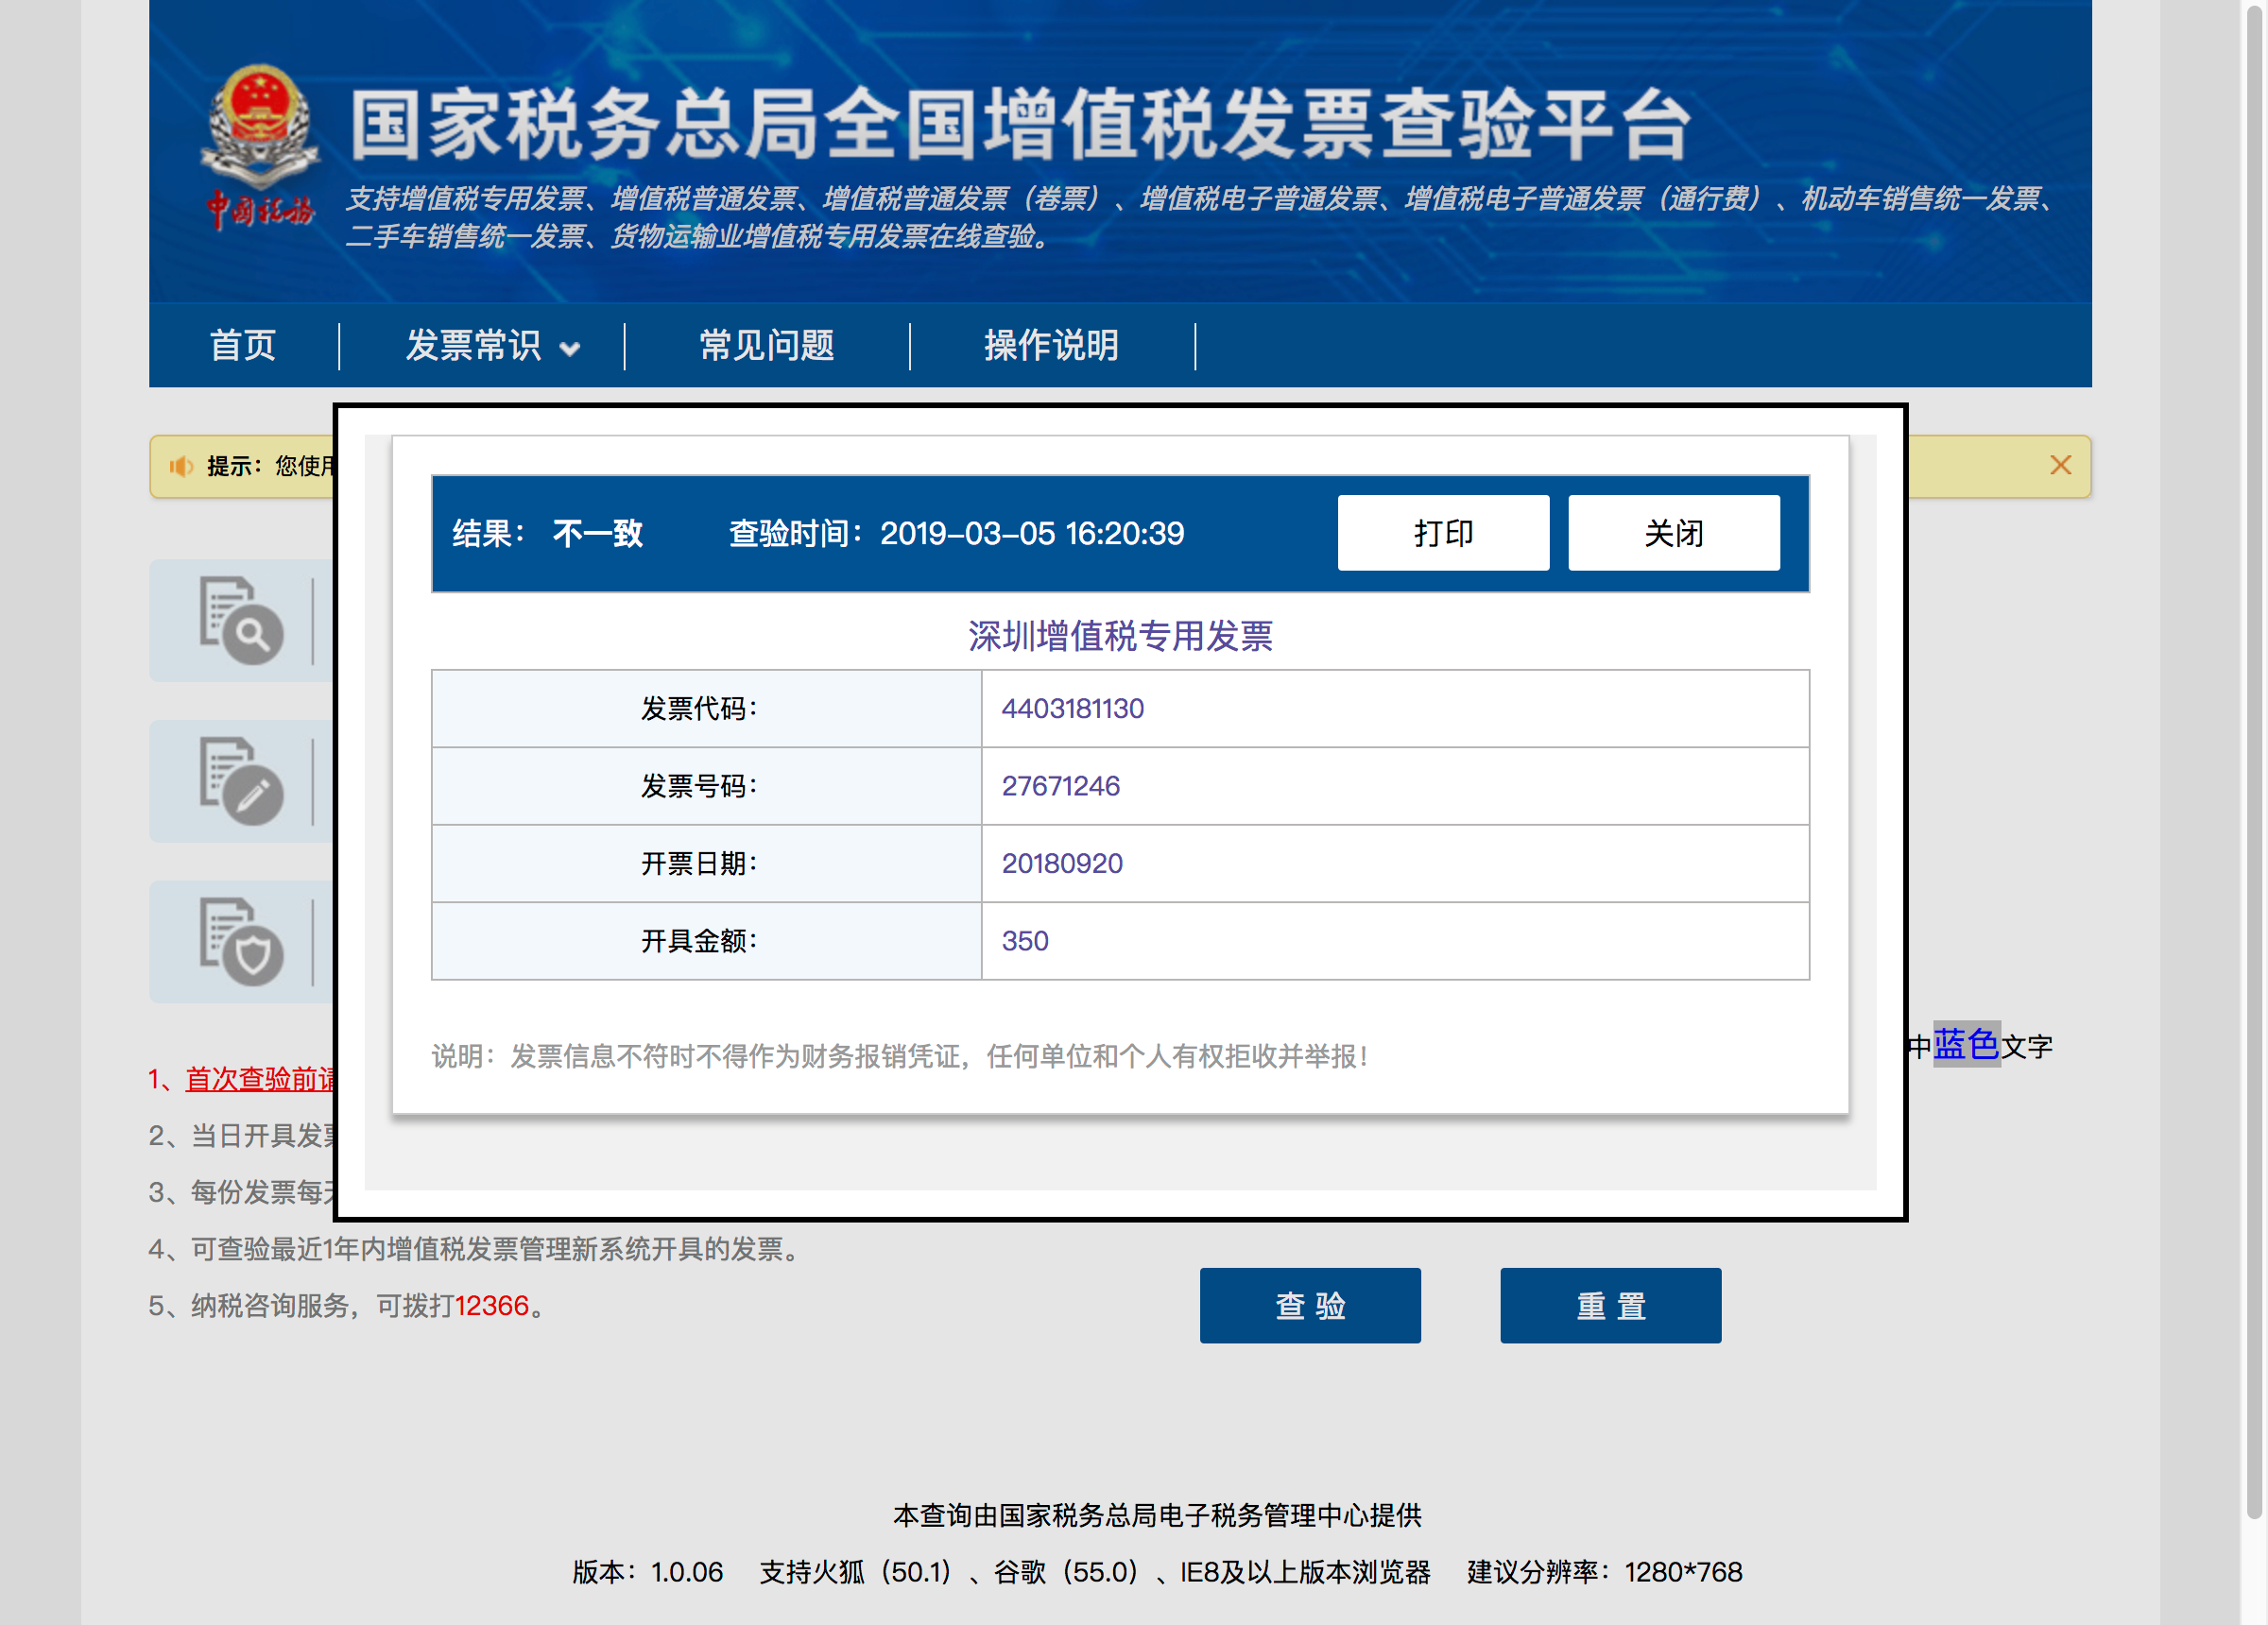 国家税务总局全国增值税发票查验平台
中国税务
支持增值税专用发票、增值税普通发票、增值税普通发票（卷票）、增值税电子普通发票、增值税电子普通发票（通行费）、机动车销售统一发票、
二手车销售统一发票、货物运输业增值税专用发票在线查验。
首页 发票常识 常见问题 操作说明
提示：您使用
结果： 不一致 查验时间：2019-03-05 16:20:39 打印 关闭
深圳增值税专用发票
发票代码： 4403181130
发票号码： 27671246
开票日期： 20180920
开具金额： 350
说明：发票信息不符时不得作为财务报销凭证，任何单位和个人有权拒收并举报！
中蓝色文字
1、首次查验前请
2、当日开具发票
3、每份发票每天
4、可查验最近1年内增值税发票管理新系统开具的发票。
5、纳税咨询服务，可拨打12366。
查 验 重 置
本查询由国家税务总局电子税务管理中心提供
版本：1.0.06 支持火狐（50.1）、谷歌（55.0）、IE8及以上版本浏览器 建议分辨率：1280*768